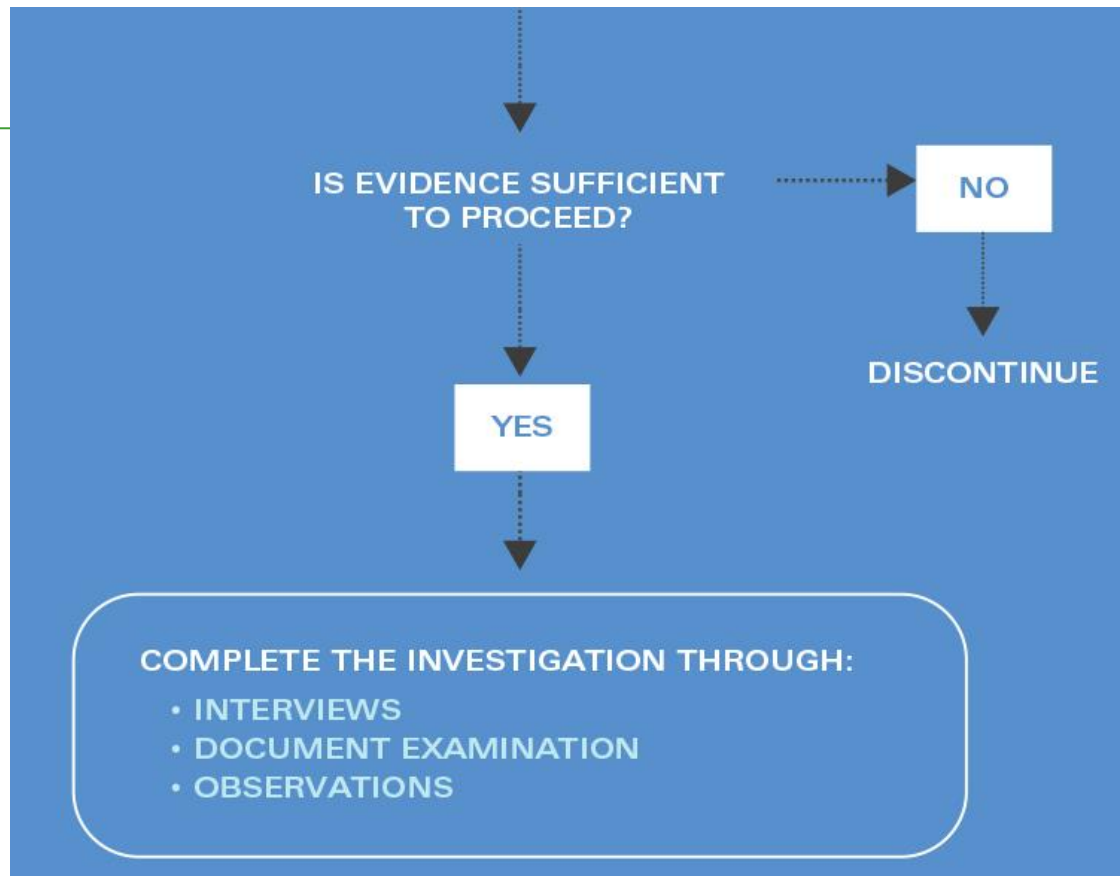 IS EVIDENCE SUFFICIENT
TO PROCEED?
NO
DISCONTINUE
YES
COMPLETE THE INVESTIGATION THROUGH:
• INTERVIEWS
• DOCUMENT EXAMINATION
• OBSERVATIONS